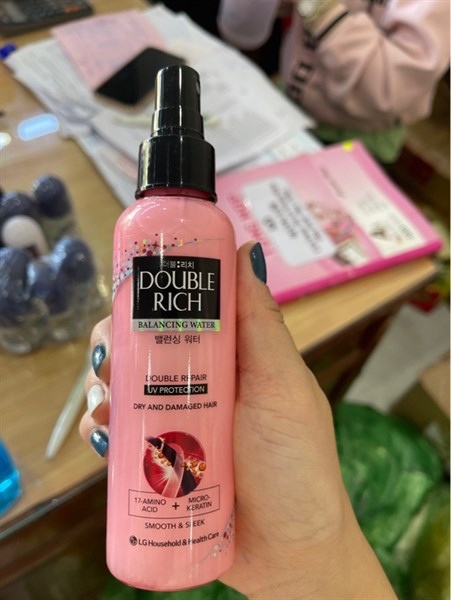 더블:리치
DOUBLE
RICH
BALANCING WATER
밸런싱 워터
DOUBLE REPAIR
UV PROTECTION
DRY AND DAMAGED HAIR
17-AMINO
ACID
+
MICRO-
KERATIN
SMOOTH & SLEEK
LG Household & Health Care